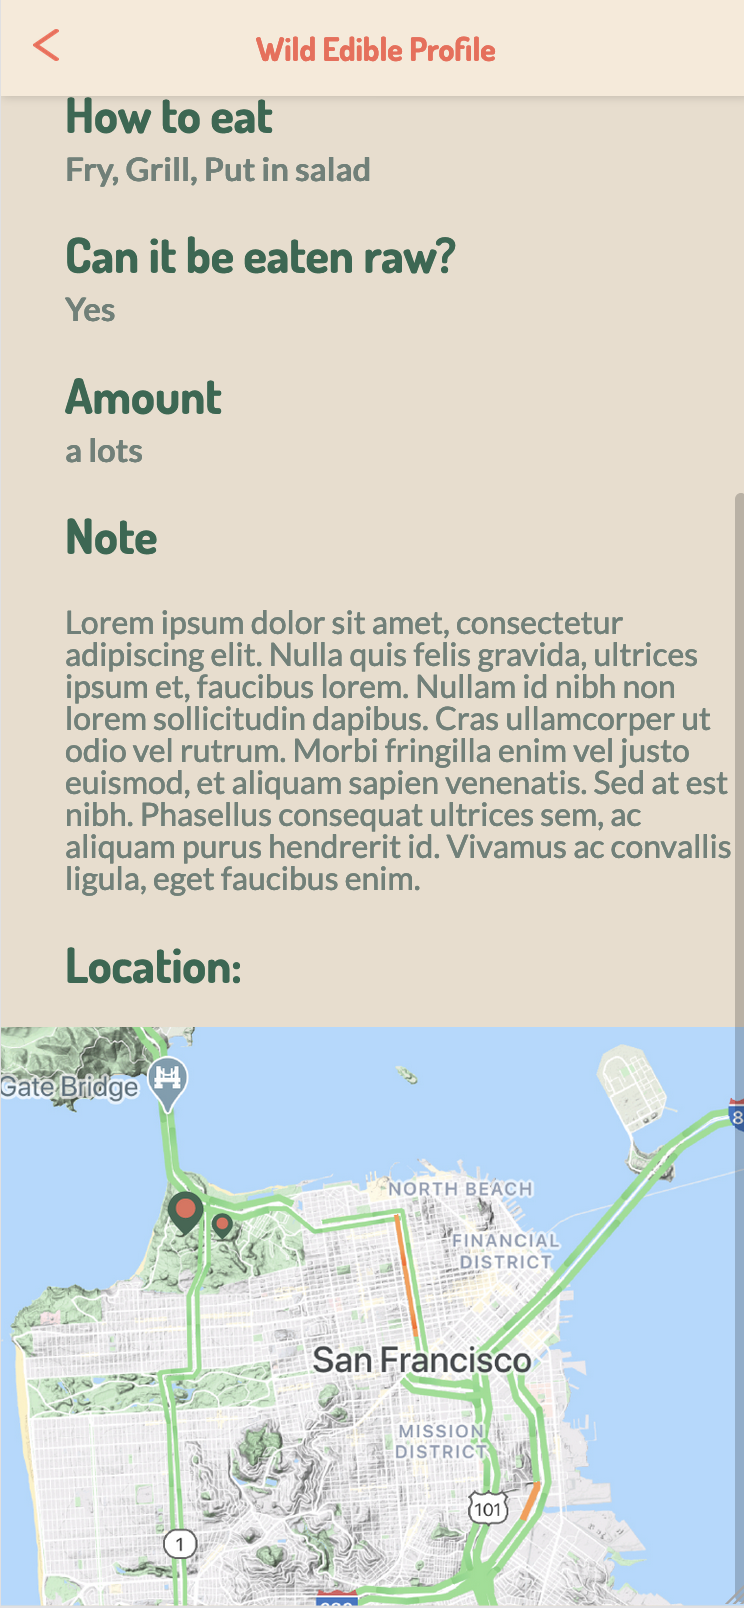 Wild Edible Profile
How to eat
Fry, Grill, Put in salad
Can it be eaten raw?
Yes
Amount
a lots
Note
Lorem ipsum dolor sit amet, consectetur
adipiscing elit. Nulla quis felis gravida, ultrices
ipsum et, faucibus lorem. Nullam id nibh non
lorem sollicitudin dapibus. Cras ullamcorper ut
odio vel rutrum. Morbi fringilla enim vel justo
euismod, et aliquam sapien venenatis. Sed at est
nibh. Phasellus consequat ultrices sem, ac
aliquam purus hendrerit id. Vivamus ac convallis
ligula, eget faucibus enim.
Location:
Gate Bridge
8
NORTH BEACH
FINANCIAL
DISTRICT
San Francisco
MISSION
DISTRICT
101
1